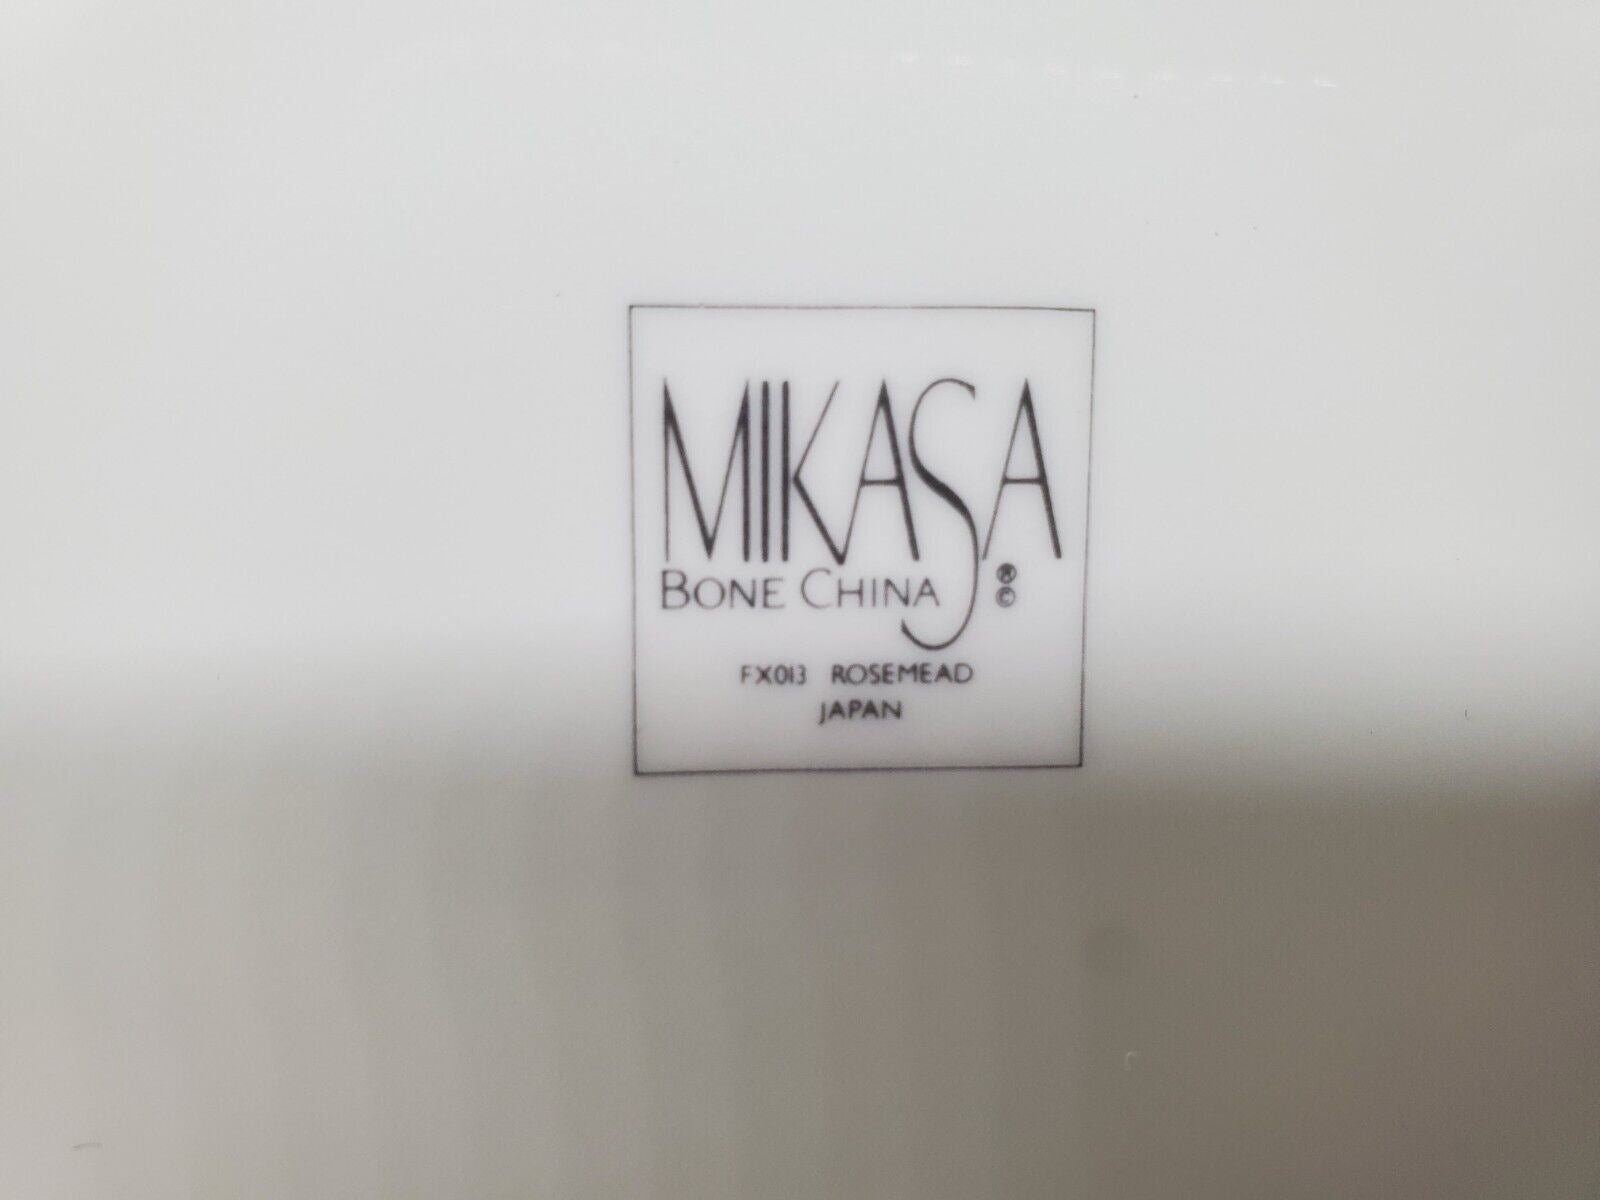 MIKASA
BONE CHINA ® ©
FX013 ROSEMEAD
JAPAN